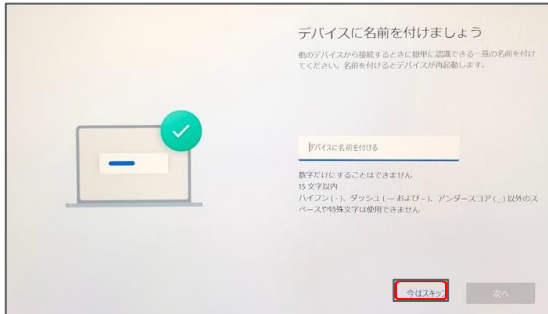 デバイスに名前を付けましょう
他のデバイスから接続するときに簡単に認識できる一意の名前を付け
てください。名前を付けるとデバイスが再起動します。
デバイスに名前を付ける
数字だけにすることはできません
15 文字以内
ハイフン (-)、ダッシュ (— および –)、アンダースコア (_) 以外のス
ペースや特殊文字は使用できません
今はスキップ
次へ